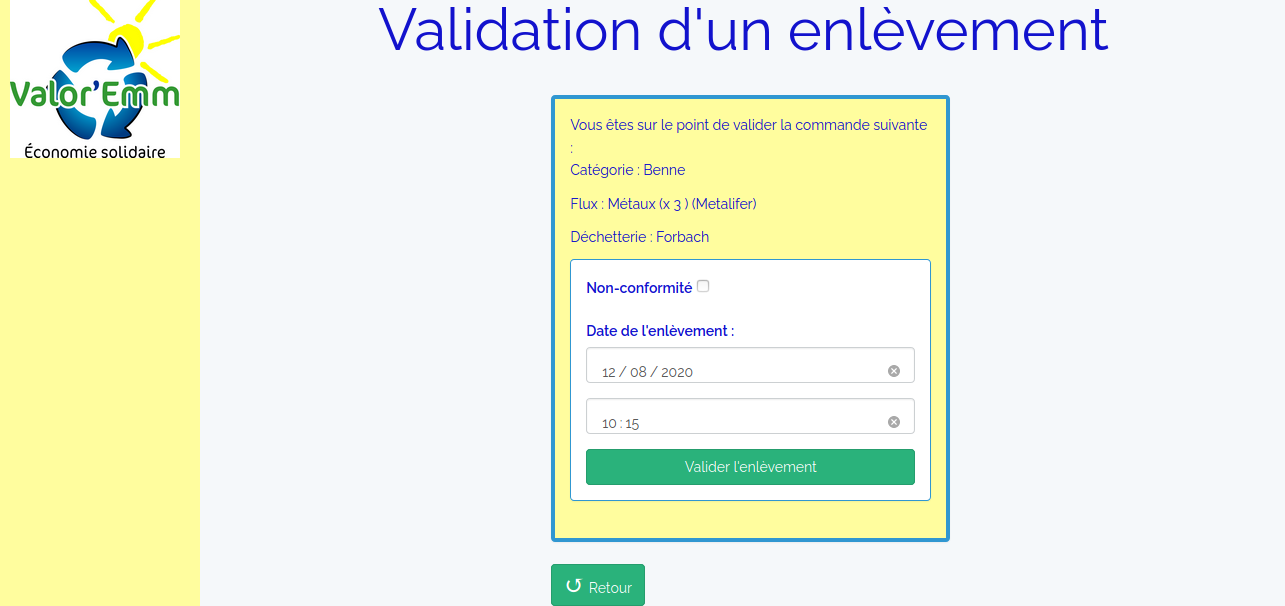 Validation d'un enlèvement
Valor'Emm
Économie solidaire
Vous êtes sur le point de valider la commande suivante
:
Catégorie : Benne
Flux : Métaux (x 3 ) (Metalifer)
Déchetterie : Forbach
Non-conformité
Date de l'enlèvement :
12 / 08 / 2020
10 : 15
Valider l'enlèvement
Retour